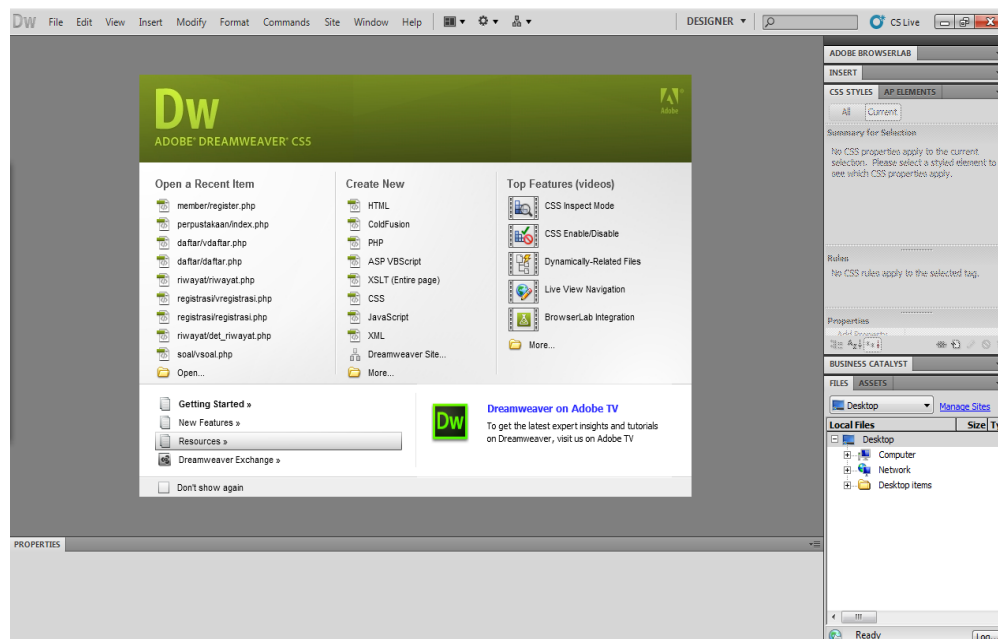 DW File Edit View Insert Modify Format Commands Site Window Help DESIGNER CS Live
Dw
ADOBE® DREAMWEAVER® CS5
Adobe
Open a Recent Item
member/register.php
perpustakaan/index.php
daftar/vdaftar.php
daftar/daftar.php
riwayat/riwayat.php
registrasi/vregistrasi.php
registrasi/registrasi.php
riwayat/det_riwayat.php
soal/vsoal.php
Open...
Create New
HTML
ColdFusion
PHP
ASP VBScript
XSLT (Entire page)
CSS
JavaScript
XML
Dreamweaver Site...
More...
Top Features (videos)
CSS Inspect Mode
CSS Enable/Disable
Dynamically-Related Files
Live View Navigation
BrowserLab Integration
More...
Getting Started »
New Features »
Resources »
Dreamweaver Exchange »
Dw
Dreamweaver on Adobe TV
To get the latest expert insights and tutorials
on Dreamweaver, visit us on Adobe TV
Don't show again
PROPERTIES
ADOBE BROWSERLAB
INSERT
CSS STYLES AP ELEMENTS
All Current
Summary for Selection
No CSS properties apply to the current
selection. Please select a styled element to
see which CSS properties apply.
Rules
No CSS rules apply to the selected tag.
Properties
Add Property
BUSINESS CATALYST
FILES ASSETS
Desktop Manage Sites
Local Files Size Ty
Desktop
Computer
Network
Desktop items
Ready Log...